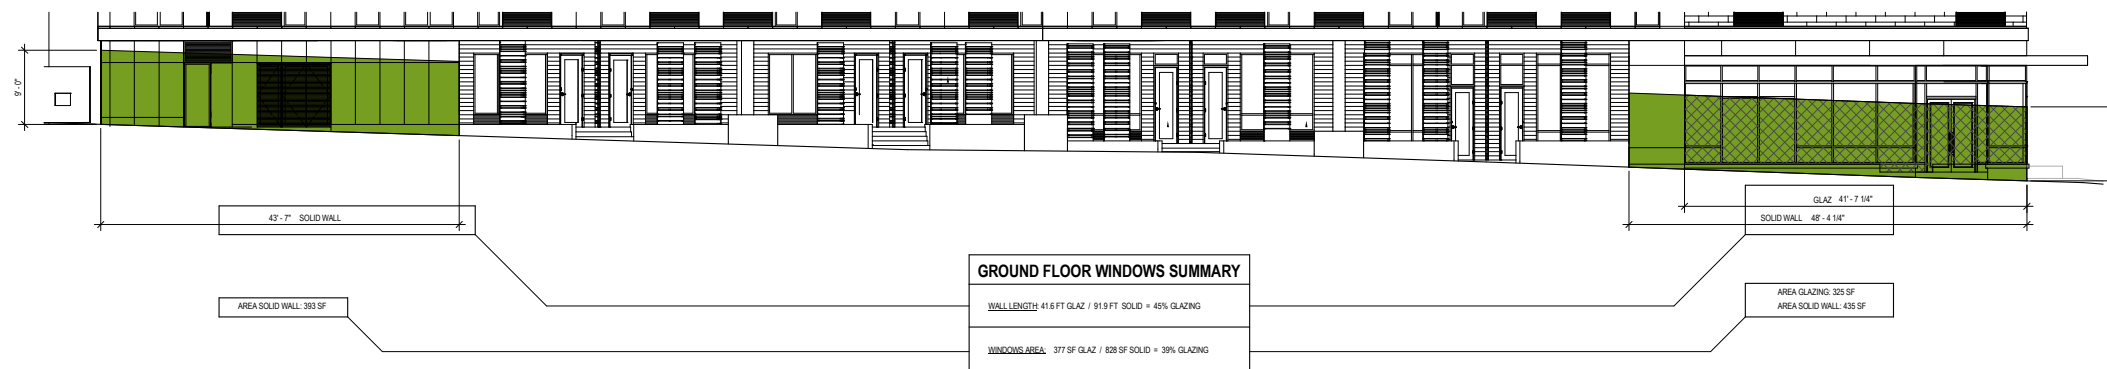 9' - 0"
43' - 7" SOLID WALL
GLAZ 41' - 7 1/4"
SOLID WALL 48' - 4 1/4"
GROUND FLOOR WINDOWS SUMMARY
WALL LENGTH: 41.6 FT GLAZ / 91.9 FT SOLID = 45% GLAZING
WINDOWS AREA: 377 SF GLAZ / 828 SF SOLID = 39% GLAZING
AREA SOLID WALL: 393 SF
AREA GLAZING: 325 SF
AREA SOLID WALL: 435 SF